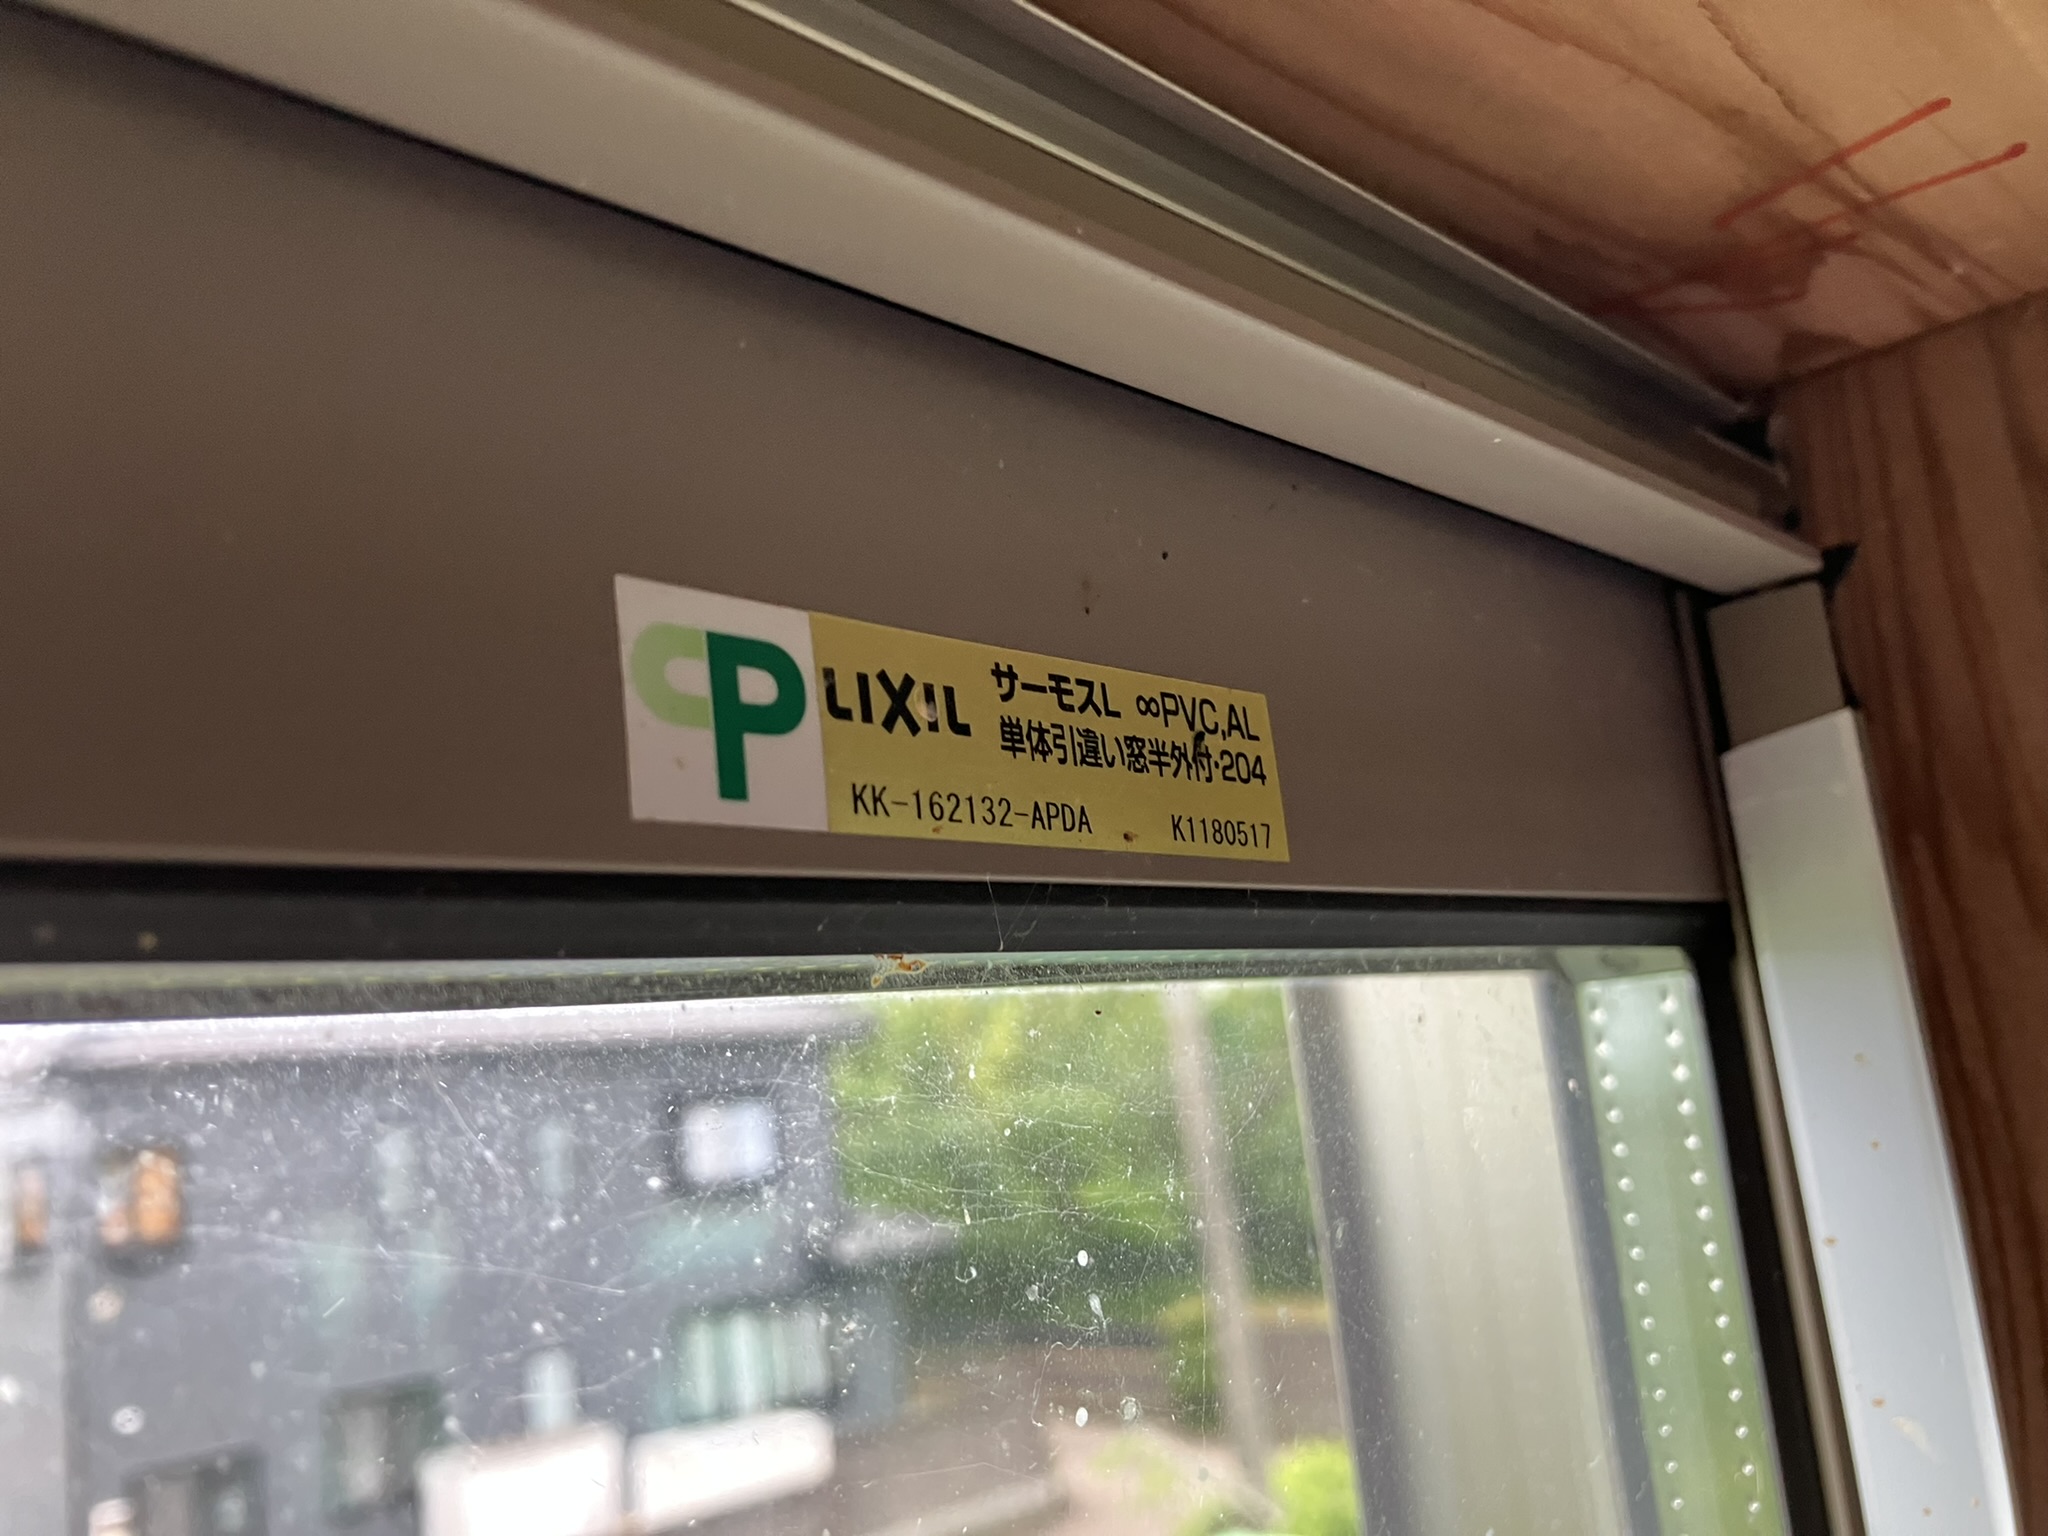 CP LIXIL サーモスL ∞PVC,AL
単体引違い窓半外付・204
KK-162132-APDA K1180517